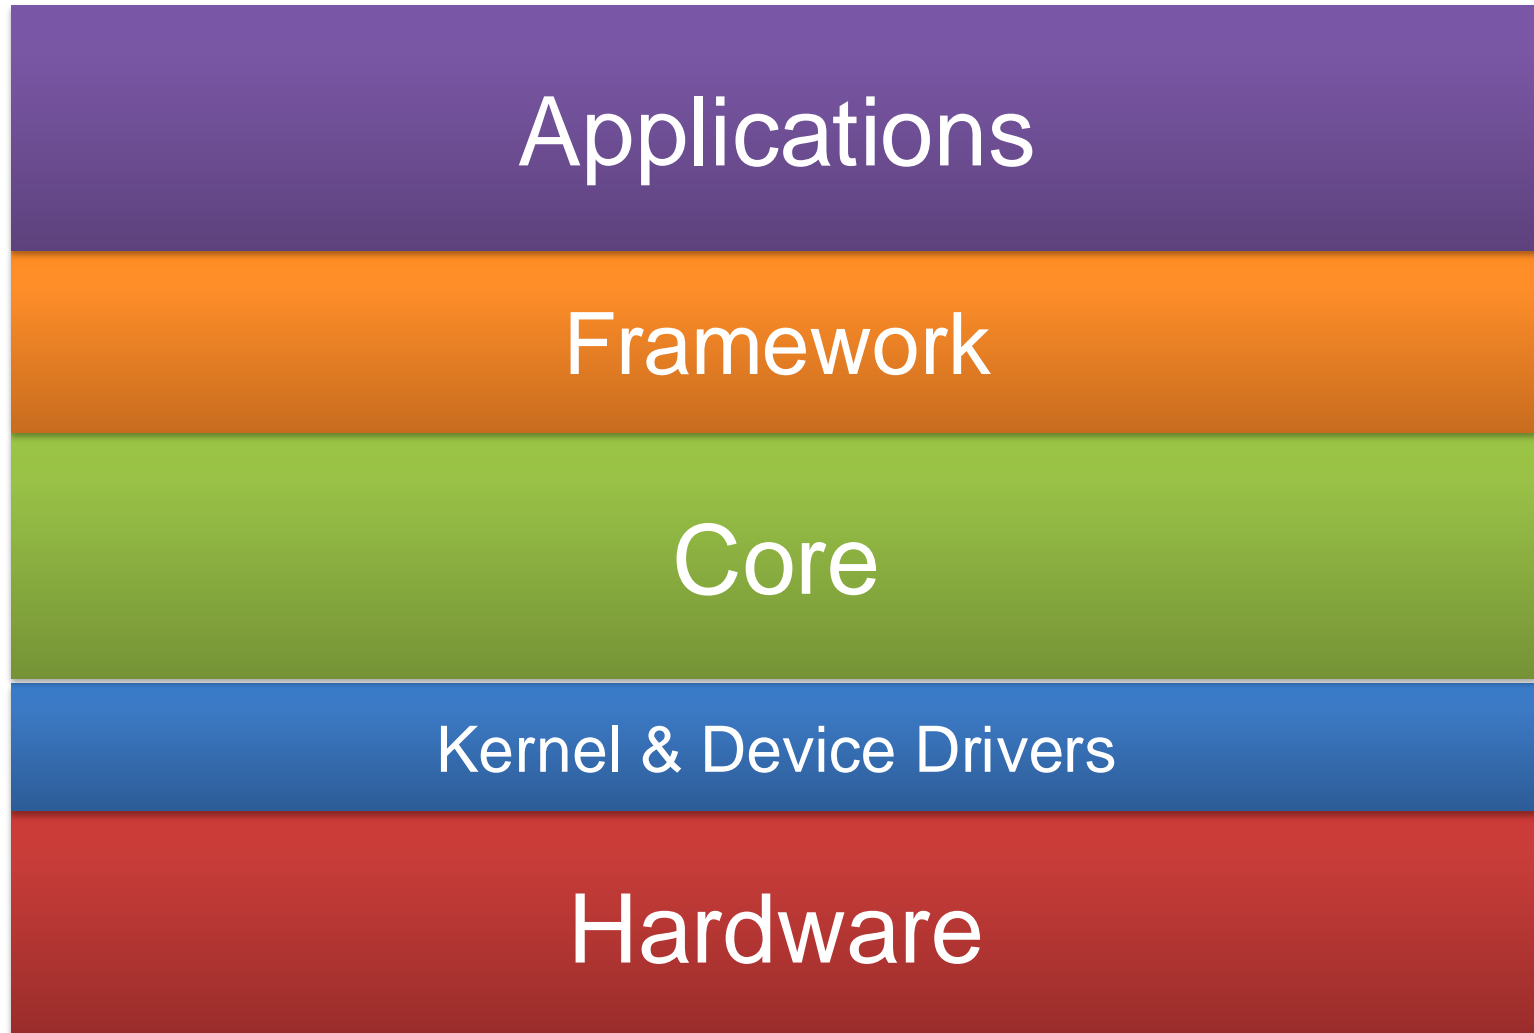 Applications
Framework
Core
Kernel & Device Drivers
Hardware